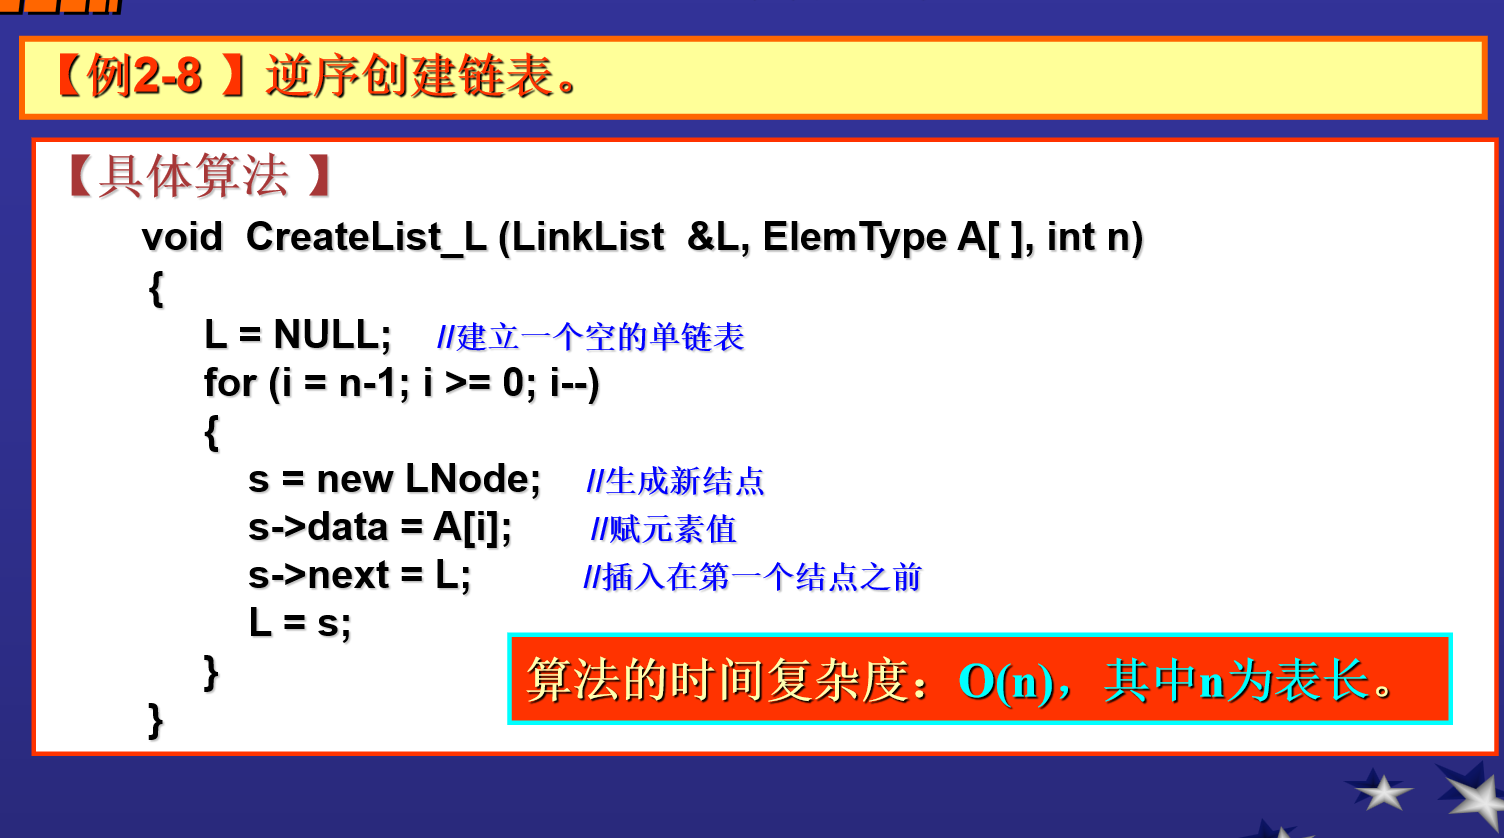 【例2-8 】逆序创建链表。
【具体算法 】
void  CreateList_L (LinkList  &L, ElemType A[ ], int n)
{
L = NULL;    //建立一个空的单链表
for (i = n-1; i >= 0; i--)
{
s = new LNode;    //生成新结点
s->data = A[i];       //赋元素值
s->next = L;          //插入在第一个结点之前
L = s;
}
}
算法的时间复杂度：O(n)，其中n为表长。